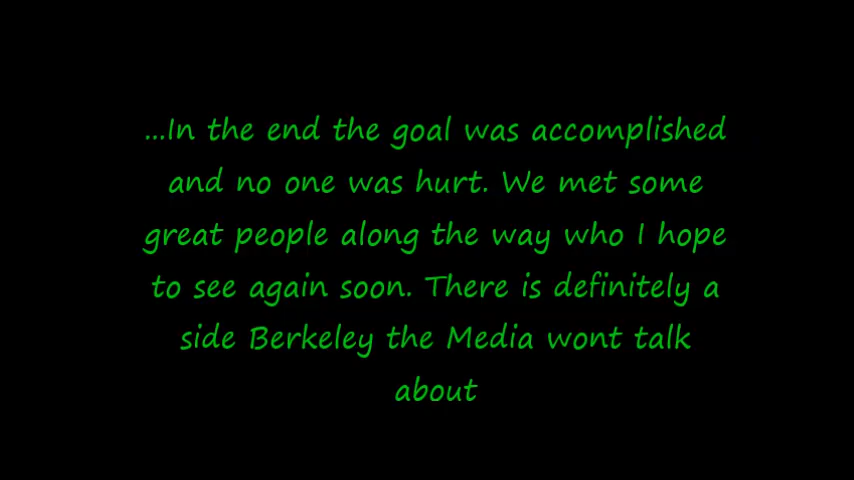 ...In the end the goal was accomplished
and no one was hurt. We met some
great people along the way who I hope
to see again soon. There is definitely a
side Berkeley the Media wont talk
about